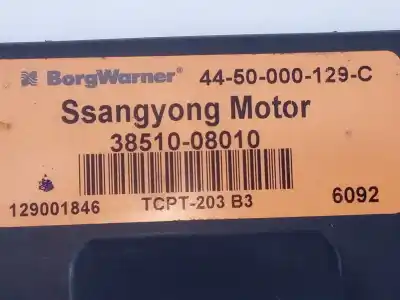 BorgWarner® 44-50-000-129-C
Ssangyong Motor
38510-08010
129001846 TCPT-203 B3 6092